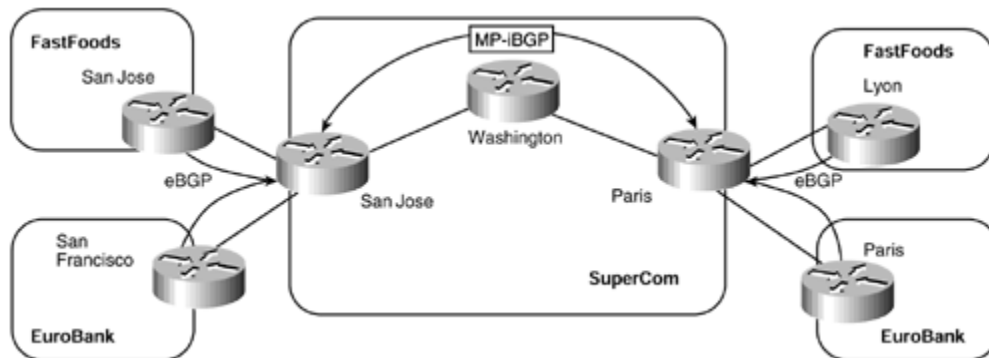 FastFoods
San Jose
eBGP
San
Francisco
EuroBank
MP-iBGP
Washington
San Jose
Paris
SuperCom
FastFoods
Lyon
eBGP
Paris
EuroBank